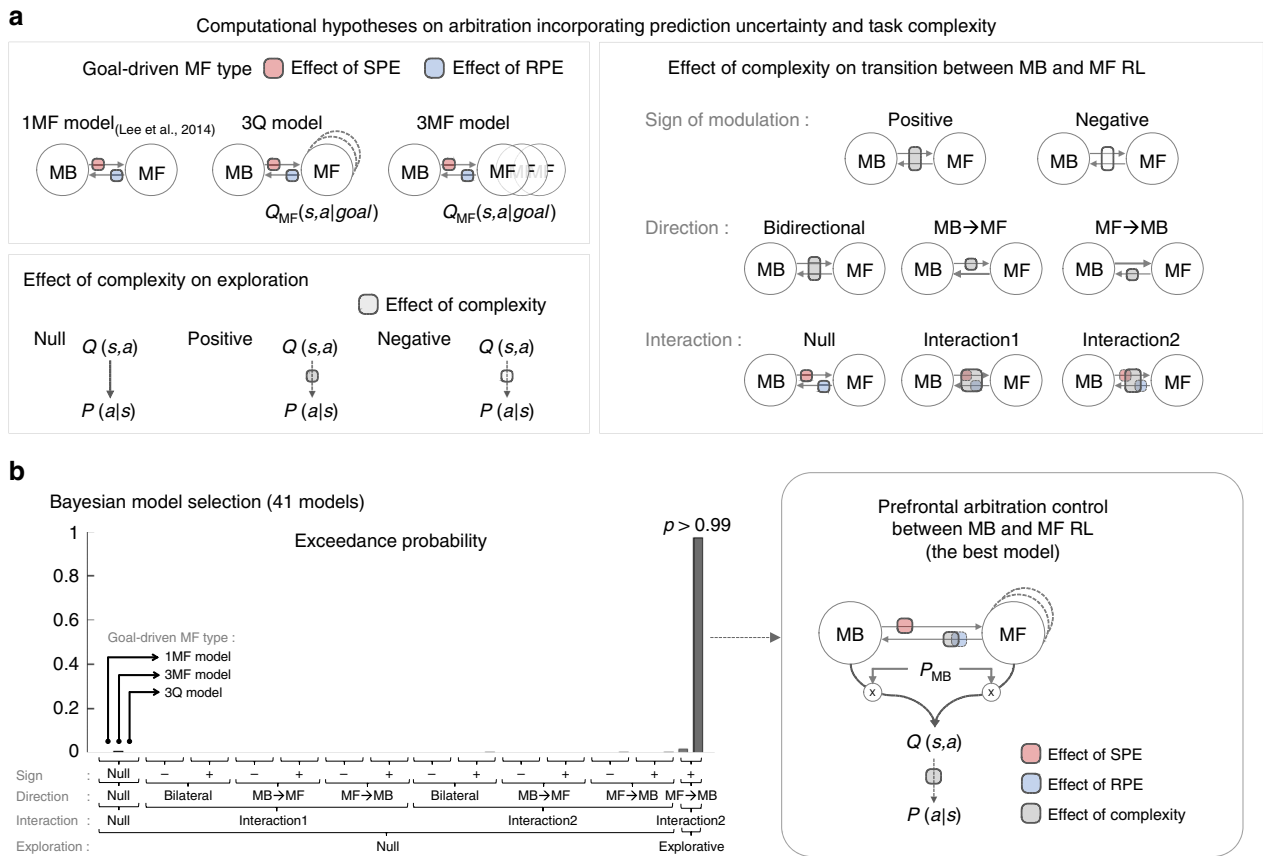 a
Computational hypotheses on arbitration incorporating prediction uncertainty and task complexity
Goal-driven MF type Effect of SPE Effect of RPE
1MF model(Lee et al., 2014) 3Q model 3MF model
MB MF MB MF MB MF MF MF
QMF(s,a|goal) QMF(s,a|goal)
Effect of complexity on exploration
Effect of complexity
Null Q (s,a) Positive Q (s,a) Negative Q (s,a)
P (a|s) P (a|s) P (a|s)
Effect of complexity on transition between MB and MF RL
Sign of modulation : Positive Negative
MB MF MB MF
Direction : Bidirectional MB→MF MF→MB
MB MF MB MF MB MF
Interaction : Null Interaction1 Interaction2
MB MF MB MF MB MF
b
Bayesian model selection (41 models)
Exceedance probability
p > 0.99
1
0.8
0.6
0.4
0.2
0
Goal-driven MF type :
1MF model
3MF model
3Q model
Sign : Null − + − + − + − + − + − + +
Direction : Null Bilateral MB→MF MF→MB Bilateral MB→MF MF→MB MF→MB
Interaction : Null Interaction1 Interaction2 Interaction2
Exploration : Null Explorative
Prefrontal arbitration control
between MB and MF RL
(the best model)
MB MF
PMB
x x
Q (s,a)
P (a|s)
Effect of SPE
Effect of RPE
Effect of complexity